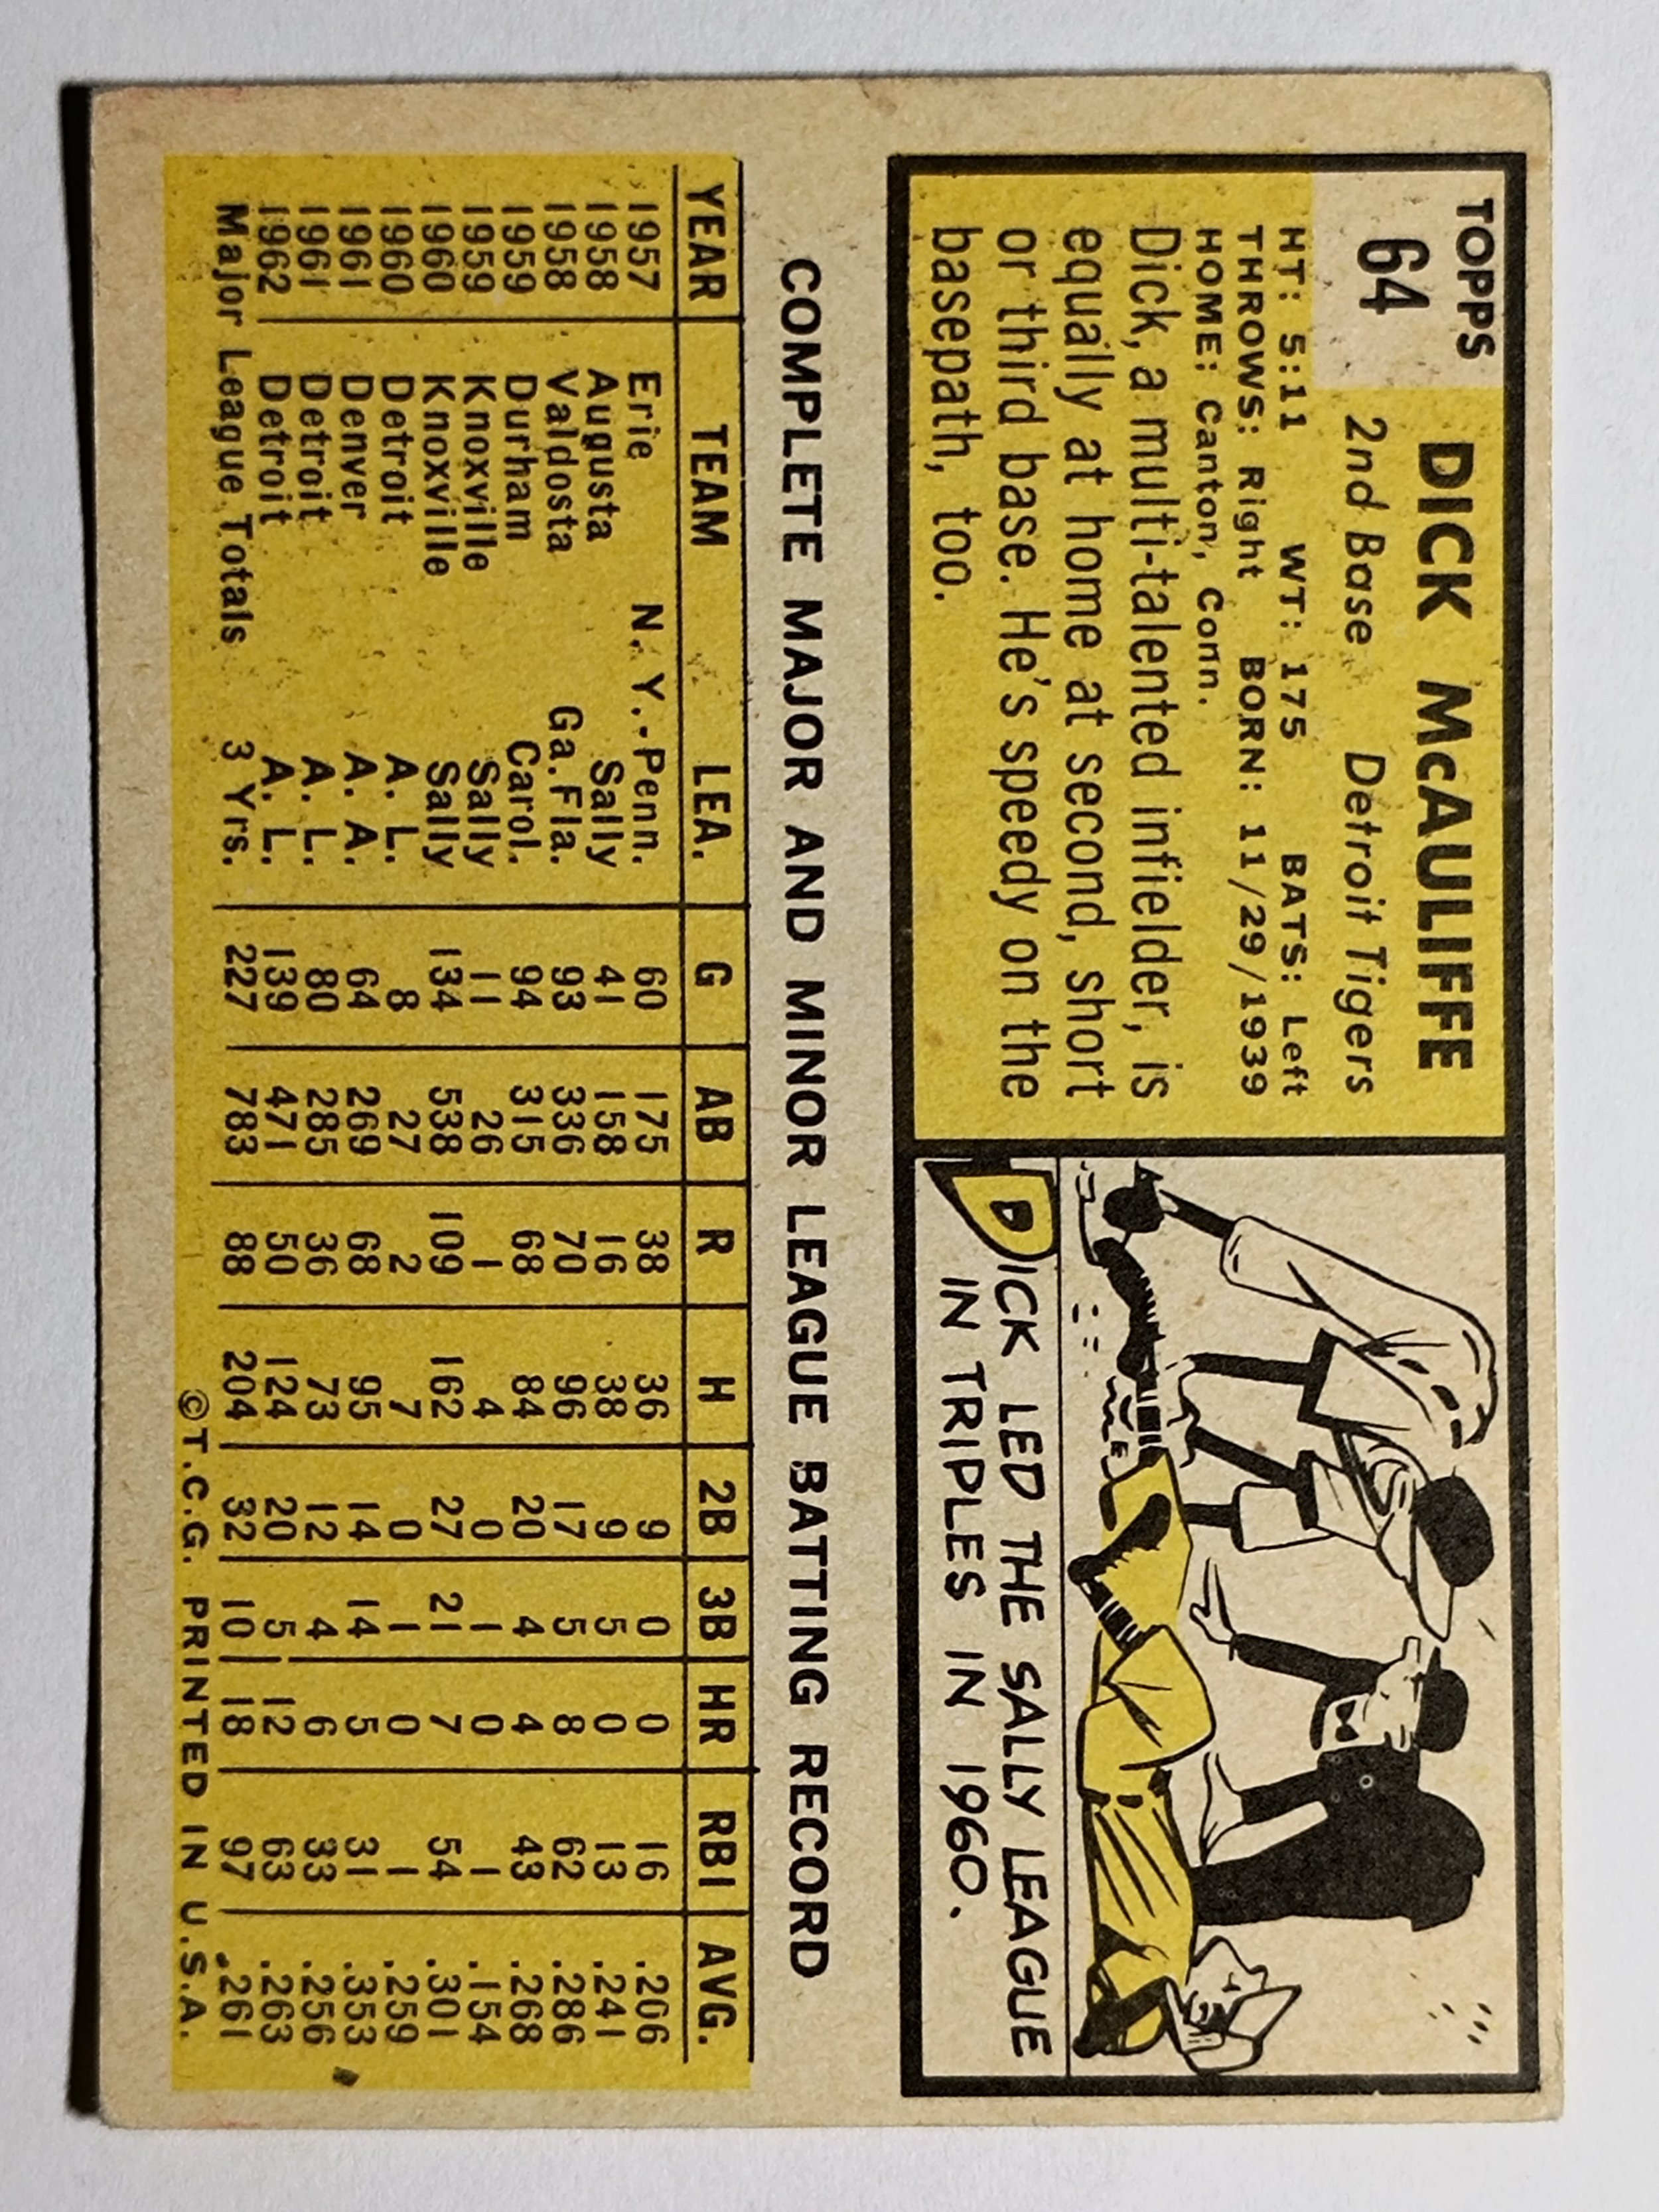 TOPPS
64
DICK McAULIFFE
2nd Base Detroit Tigers
HT: 5:11 WT: 175 BATS: Left
THROWS: Right BORN: 11/29/1939
HOME: Canton, Conn.
Dick, a multi-talented infielder, is
equally at home at second, short
or third base. He's speedy on the
basepath, too.
DICK LED THE SALLY LEAGUE
IN TRIPLES IN 1960.
COMPLETE MAJOR AND MINOR LEAGUE BATTING RECORD
YEAR TEAM LEA. G AB R H 2B 3B HR RBI AVG.
1957 Erie N. Y.-Penn. 60 175 38 36 9 0 0 16 .206
1958 Augusta Sally 41 158 16 38 9 5 0 13 .241
1958 Valdosta Ga.Fla. 93 336 70 96 17 5 8 62 .286
1959 Durham Carol. 94 315 68 84 20 4 4 43 .268
1959 Knoxville Sally 11 26 1 4 0 1 0 1 .154
1960 Knoxville Sally 134 538 109 162 27 21 7 54 .301
1960 Detroit A. L. 8 27 2 7 0 1 0 1 .259
1961 Denver A. A. 64 269 68 95 14 14 5 31 .353
1961 Detroit A. L. 80 285 36 73 12 4 6 33 .256
1962 Detroit A. L. 139 471 50 124 20 5 12 63 .263
Major League Totals 3 Yrs. 227 783 88 204 32 10 18 97 .261
©T.C.G. PRINTED IN U.S.A.